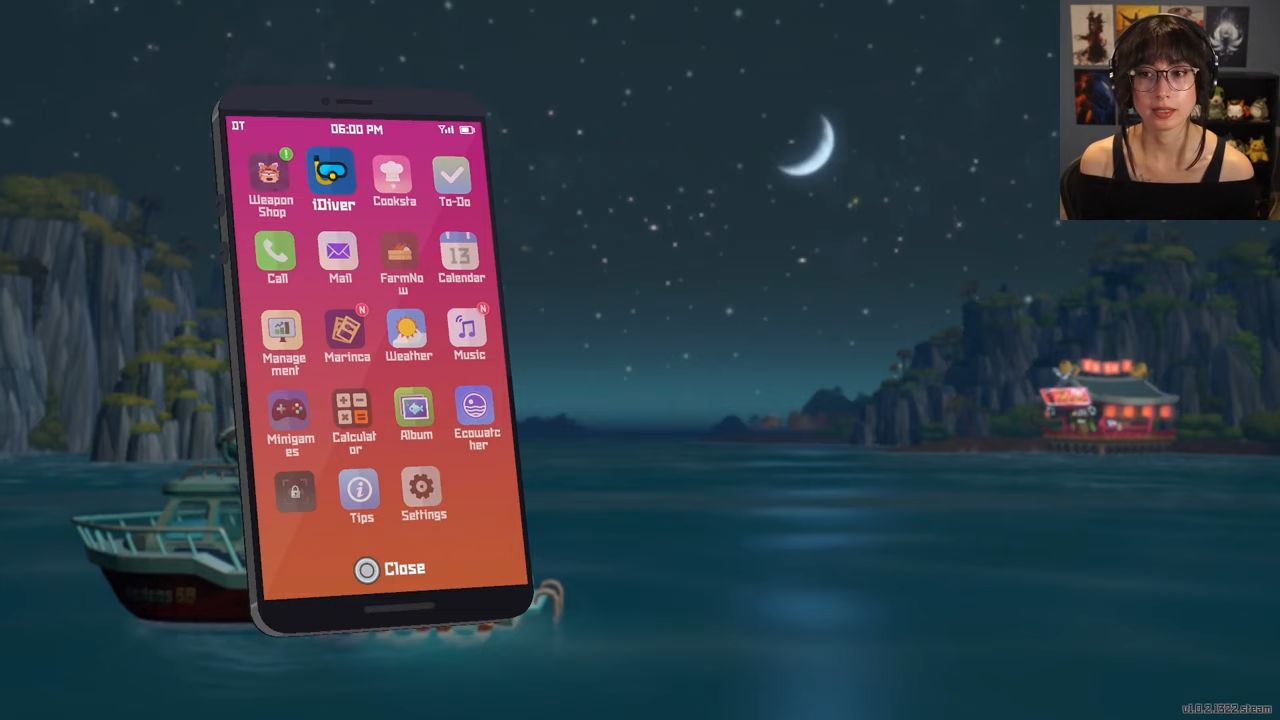 DT
06:00 PM
Weapon
Shop
iDiver
Cooksta
To-Do
Call
Mail
FarmNo
w
Calendar
13
Manage
ment
N
Marinca
Weather
N
Music
Minigam
es
Calculat
or
Album
Ecowatc
her
Tips
Settings
Close
v1.0.2.1322.steam